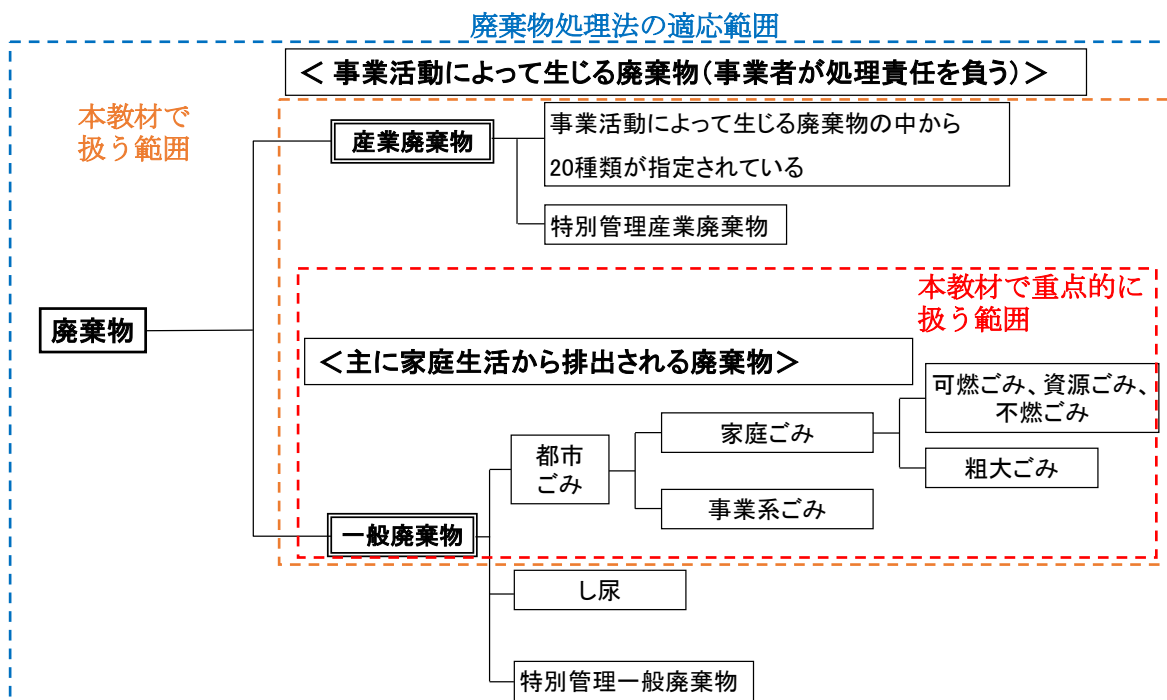 廃棄物処理法の適応範囲
＜ 事業活動によって生じる廃棄物（事業者が処理責任を負う）＞
本教材で
扱う範囲
産業廃棄物
事業活動によって生じる廃棄物の中から
20種類が指定されている
特別管理産業廃棄物
本教材で重点的に
扱う範囲
廃棄物
＜主に家庭生活から排出される廃棄物＞
可燃ごみ、資源ごみ、
不燃ごみ
家庭ごみ
都市
ごみ
粗大ごみ
事業系ごみ
一般廃棄物
し尿
特別管理一般廃棄物